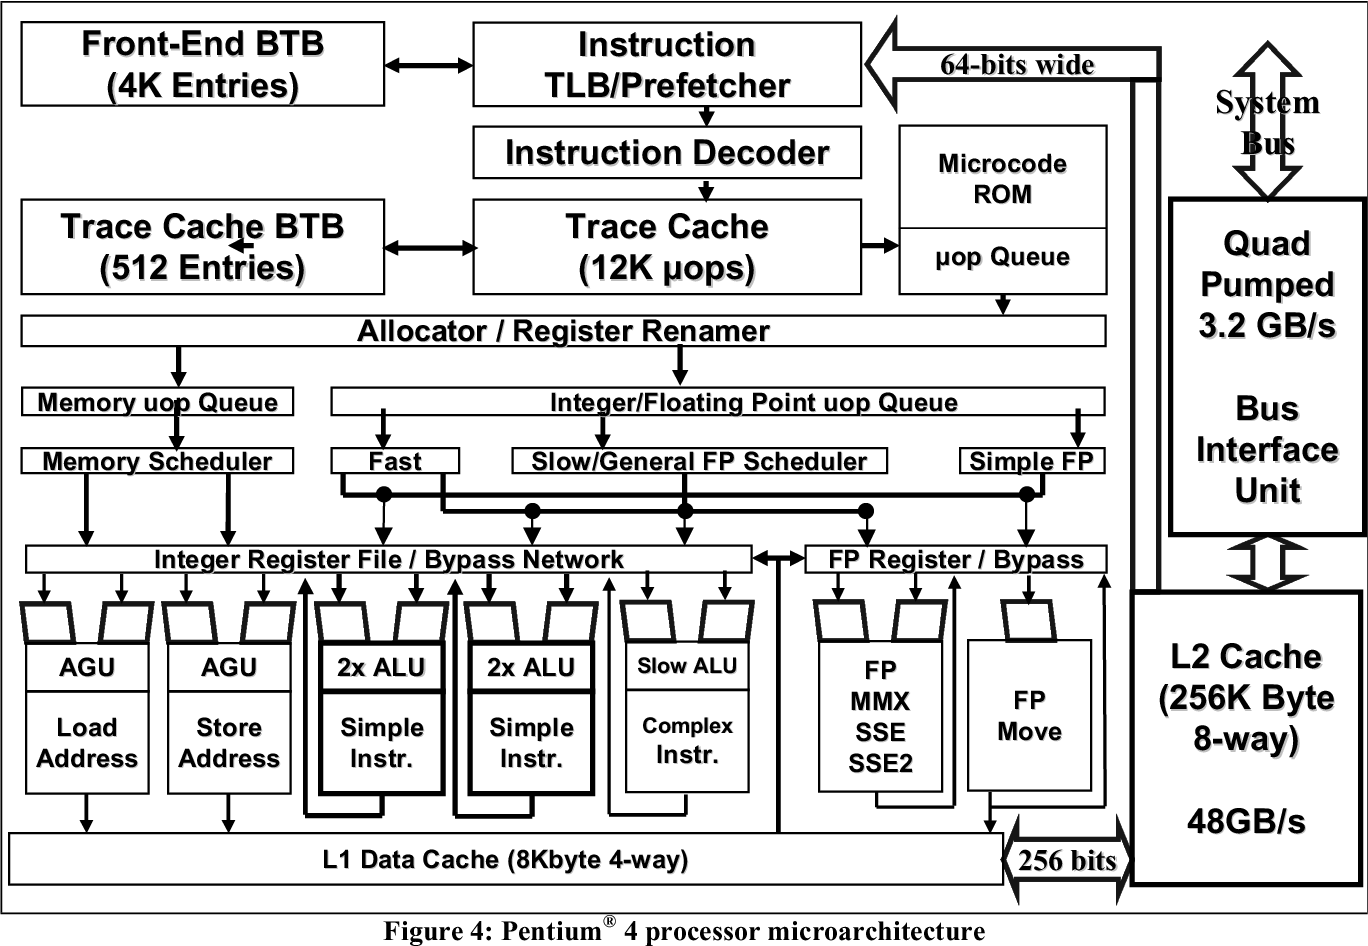 Front-End BTB
(4K Entries)
Instruction
TLB/Prefetcher
64-bits wide
System
Bus
Instruction Decoder
Microcode
ROM
Trace Cache BTB
(512 Entries)
Trace Cache
(12K µops)
µop Queue
Quad
Pumped
3.2 GB/s
Bus
Interface
Unit
Allocator / Register Renamer
Memory uop Queue
Integer/Floating Point uop Queue
Memory Scheduler
Fast
Slow/General FP Scheduler
Simple FP
Integer Register File / Bypass Network
FP Register / Bypass
AGU
Load
Address
AGU
Store
Address
2x ALU
Simple
Instr.
2x ALU
Simple
Instr.
Slow ALU
Complex
Instr.
FP
MMX
SSE
SSE2
FP
Move
L2 Cache
(256K Byte
8-way)
48GB/s
L1 Data Cache (8Kbyte 4-way)
256 bits
Figure 4: Pentium® 4 processor microarchitecture